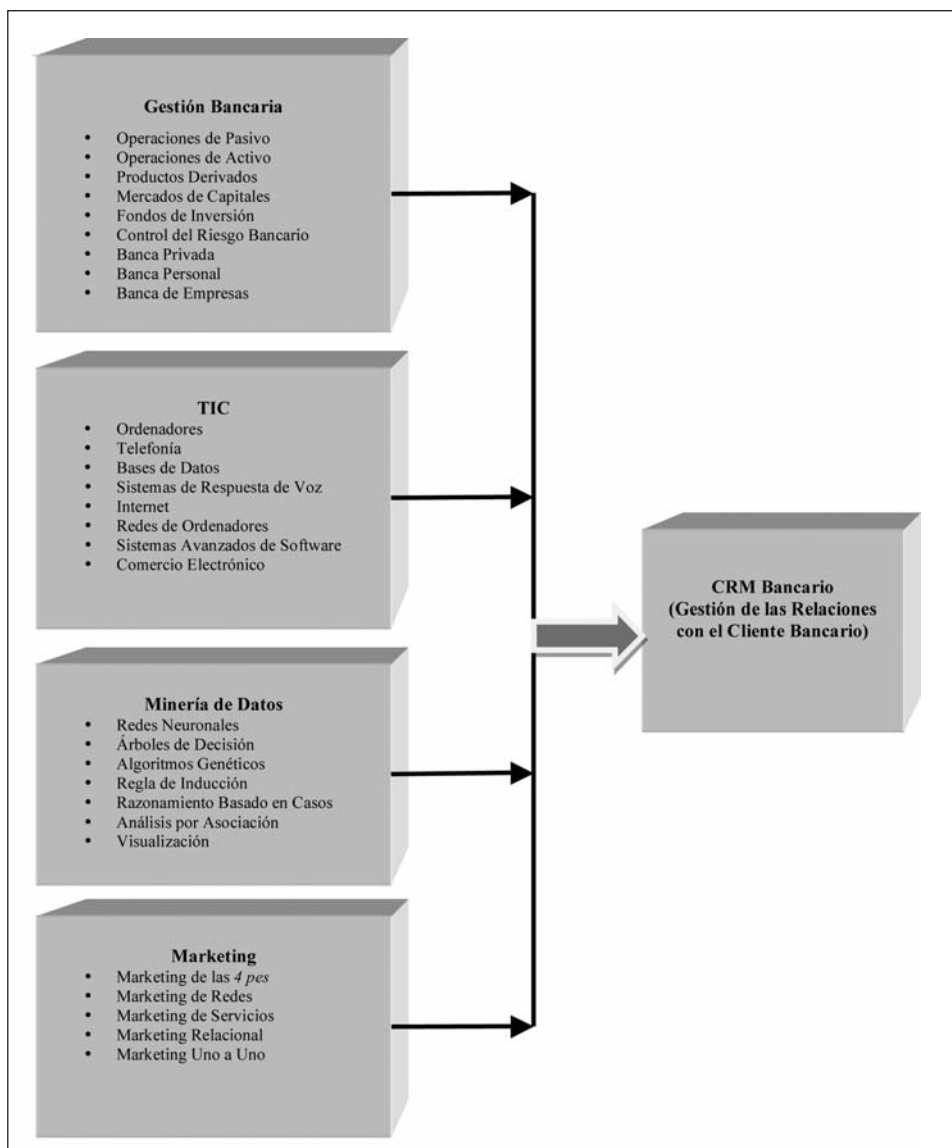 Gestión Bancaria
• Operaciones de Pasivo
• Operaciones de Activo
• Productos Derivados
• Mercados de Capitales
• Fondos de Inversión
• Control del Riesgo Bancario
• Banca Privada
• Banca Personal
• Banca de Empresas
TIC
• Ordenadores
• Telefonía
• Bases de Datos
• Sistemas de Respuesta de Voz
• Internet
• Redes de Ordenadores
• Sistemas Avanzados de Software
• Comercio Electrónico
Minería de Datos
• Redes Neuronales
• Árboles de Decisión
• Algoritmos Genéticos
• Regla de Inducción
• Razonamiento Basado en Casos
• Análisis por Asociación
• Visualización
Marketing
• Marketing de las 4 pes
• Marketing de Redes
• Marketing de Servicios
• Marketing Relacional
• Marketing Uno a Uno
CRM Bancario
(Gestión de las Relaciones
con el Cliente Bancario)